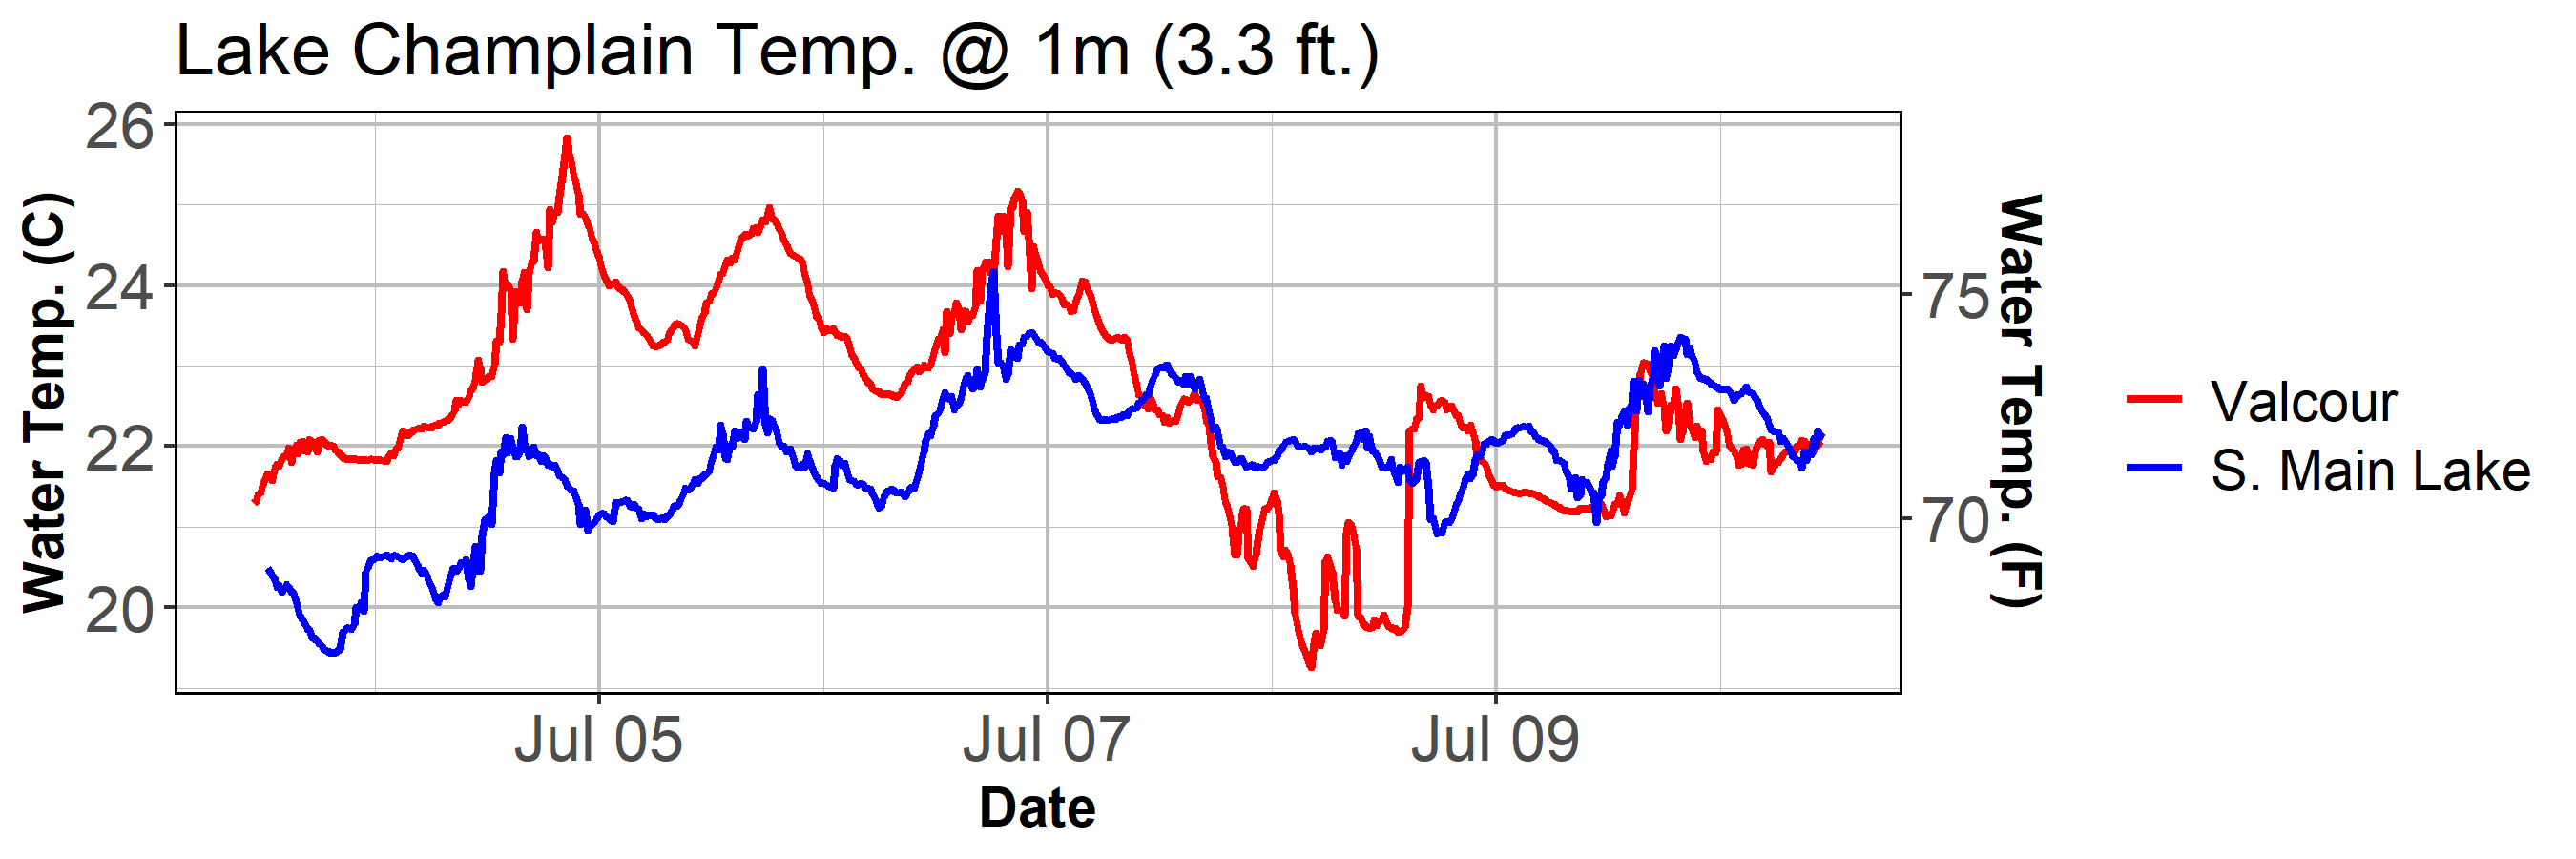 Lake Champlain Temp. @ 1m (3.3 ft.)
Water Temp. (C)
26
24
22
20
Jul 05
Jul 07
Jul 09
Date
75
70
Water Temp. (F)
Valcour
S. Main Lake